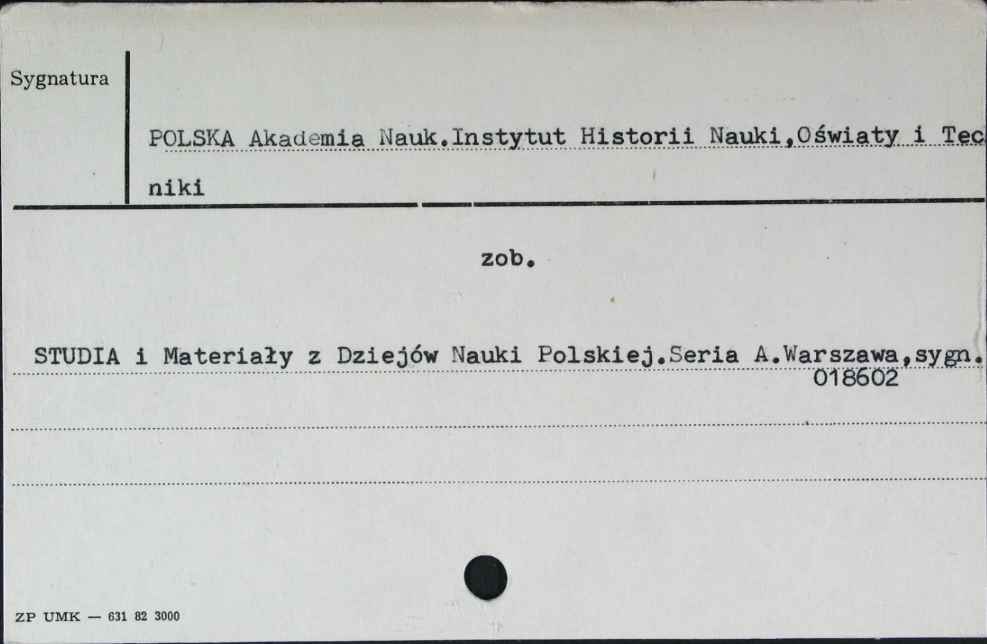 Sygnatura
POLSKA Akademia Nauk.Instytut Historii Nauki,Oświaty i Tec
niki
zob.
STUDIA i Materiały z Dziejów Nauki Polskiej.Seria A.Warszawa,sygn.
018602
ZP UMK — 631 82 3000